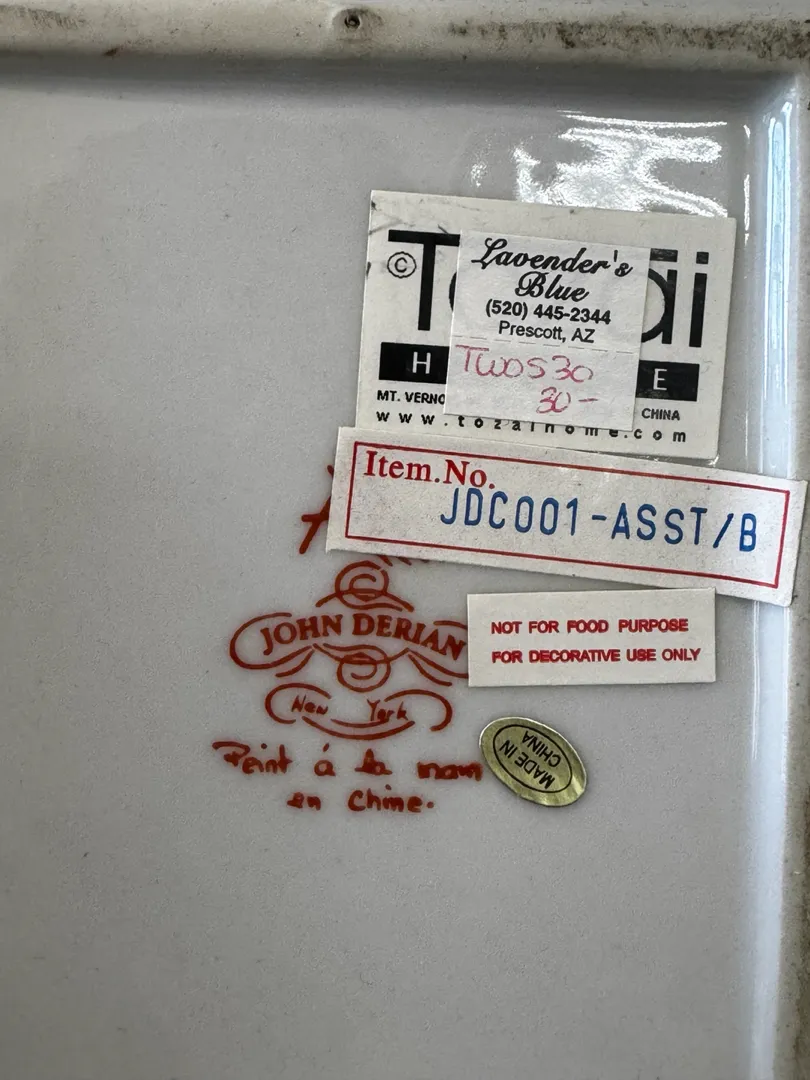 ©
Lavender's
Blue
(520) 445-2344
Prescott, AZ
TWOS30
30-
H E
CHINA
www.tozaihome.com
Item.No.
JDC001-ASST/B
NOT FOR FOOD PURPOSE
FOR DECORATIVE USE ONLY
JOHN DERIAN
New York
Peint á la main
en Chine.
MADE IN
CHINA